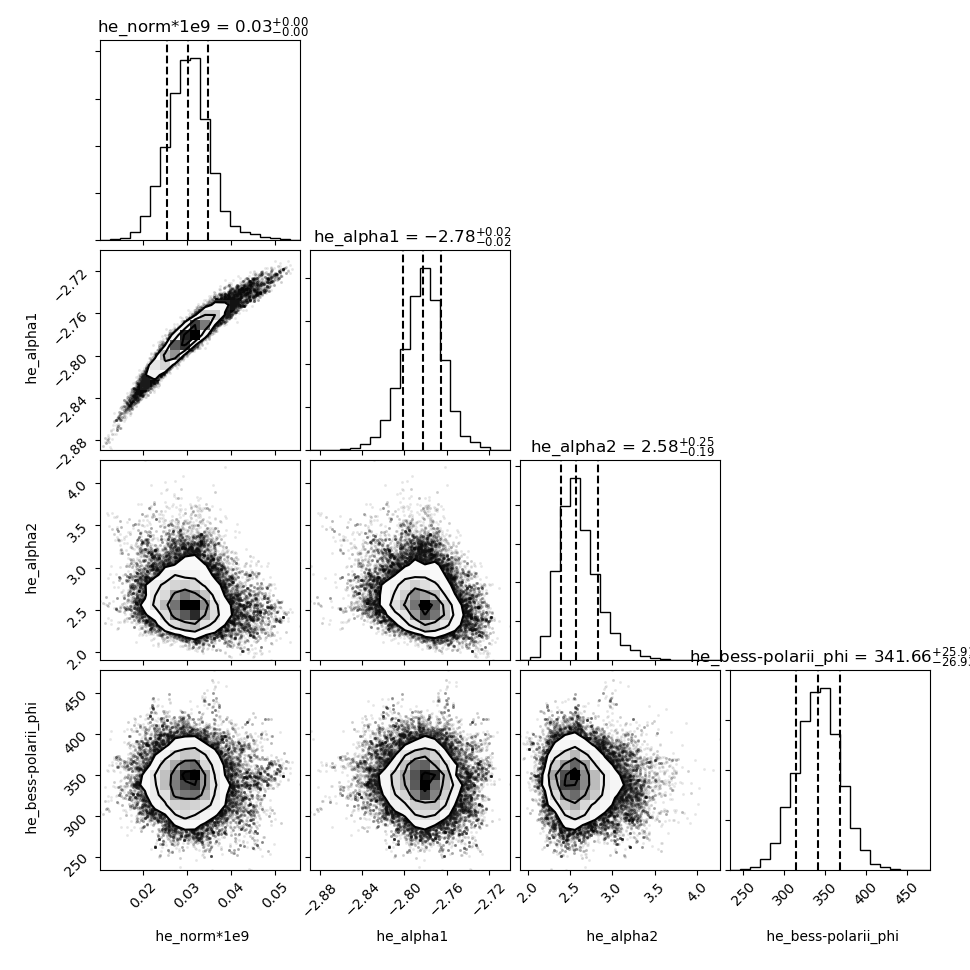 he_norm*1e9 = 0.03+0.00−0.00
he_alpha1 = −2.78+0.02−0.02
−2.72
−2.76
−2.80
−2.84
−2.88
he_alpha1
he_alpha2 = 2.58+0.25−0.19
4.0
3.5
3.0
2.5
2.0
he_alpha2
he_bess-polarii_phi = 341.66+25.9−26.9
450
400
350
300
250
he_bess-polarii_phi
0.02 0.03 0.04 0.05
−2.88 −2.84 −2.80 −2.76 −2.72
2.0 2.5 3.0 3.5 4.0
250 300 350 400 450
he_norm*1e9 he_alpha1 he_alpha2 he_bess-polarii_phi